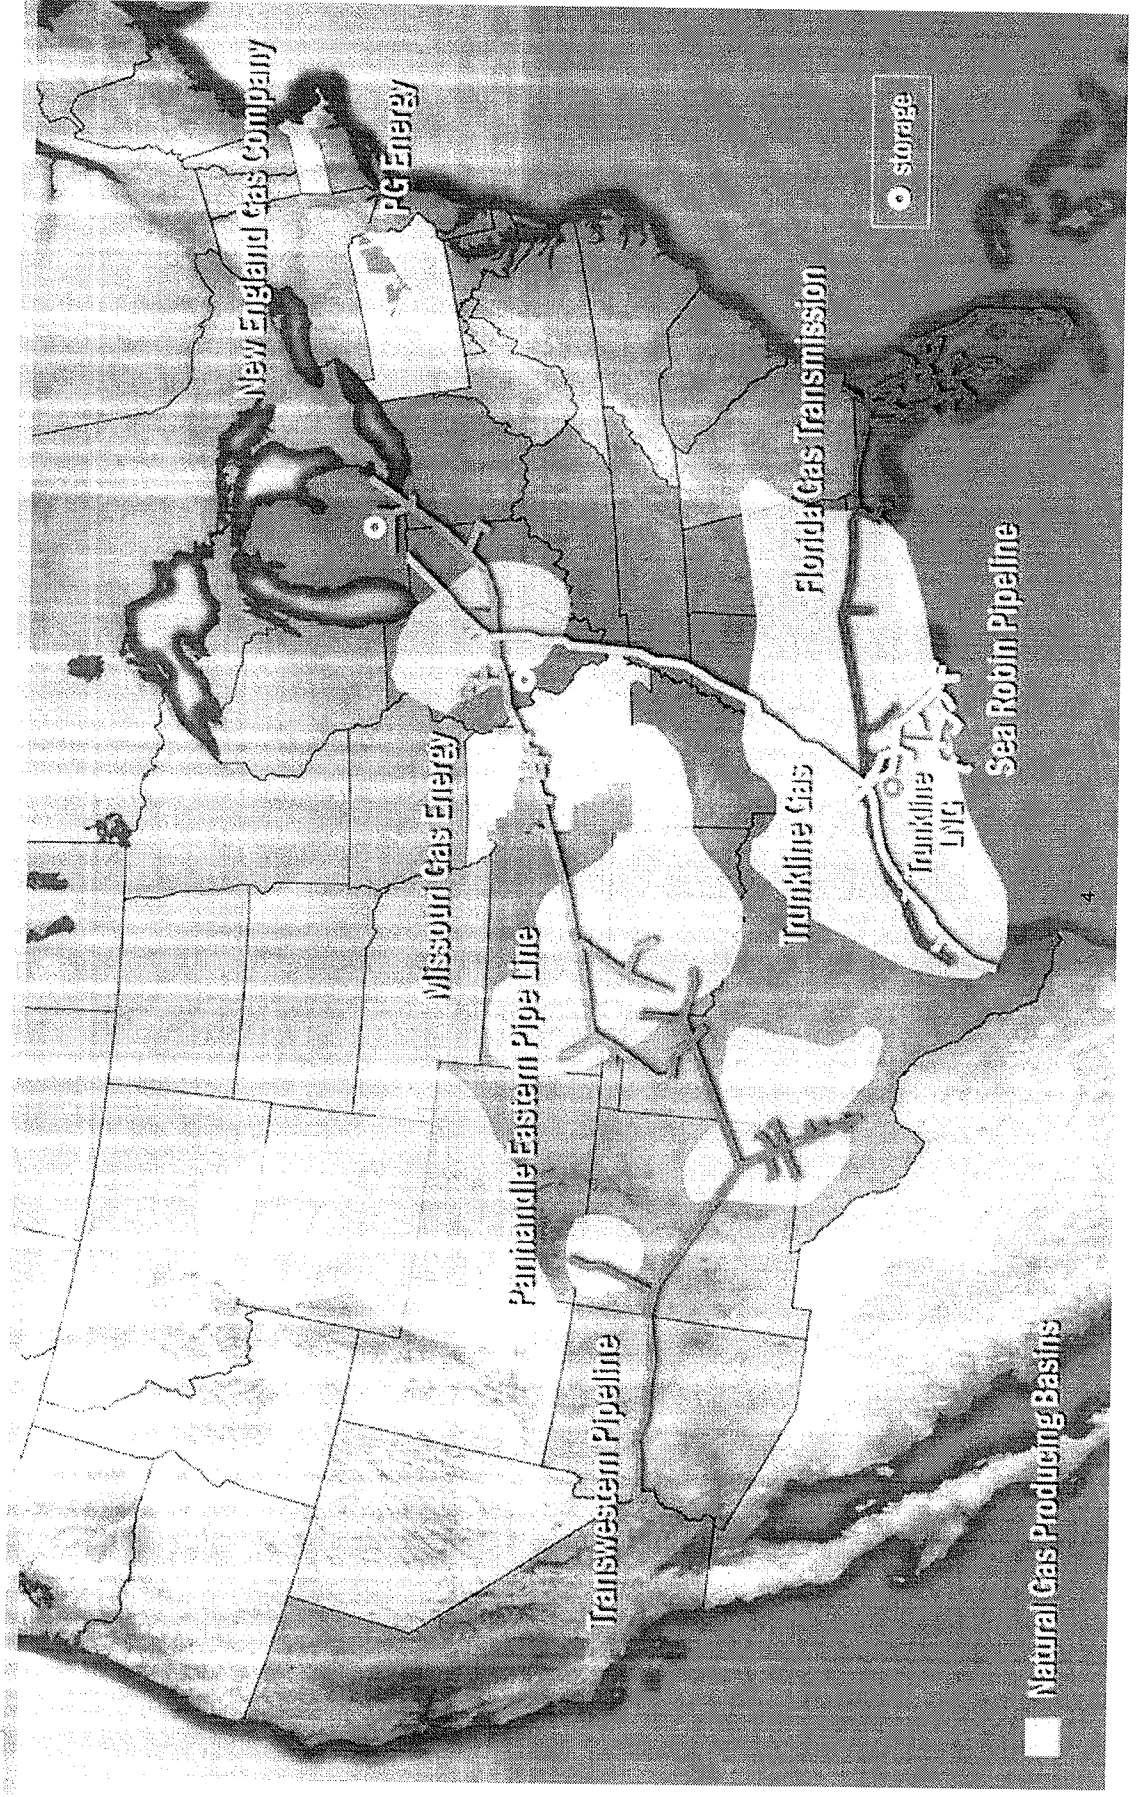 New England Gas Company
PG Energy
storage
Missouri Gas Energy
Panhandle Eastern Pipe Line
Transwestern Pipeline
Florida Gas Transmission
Trunkline Gas
Trunkline
LNG
Sea Robin Pipeline
Natural Gas Producing Basins
4